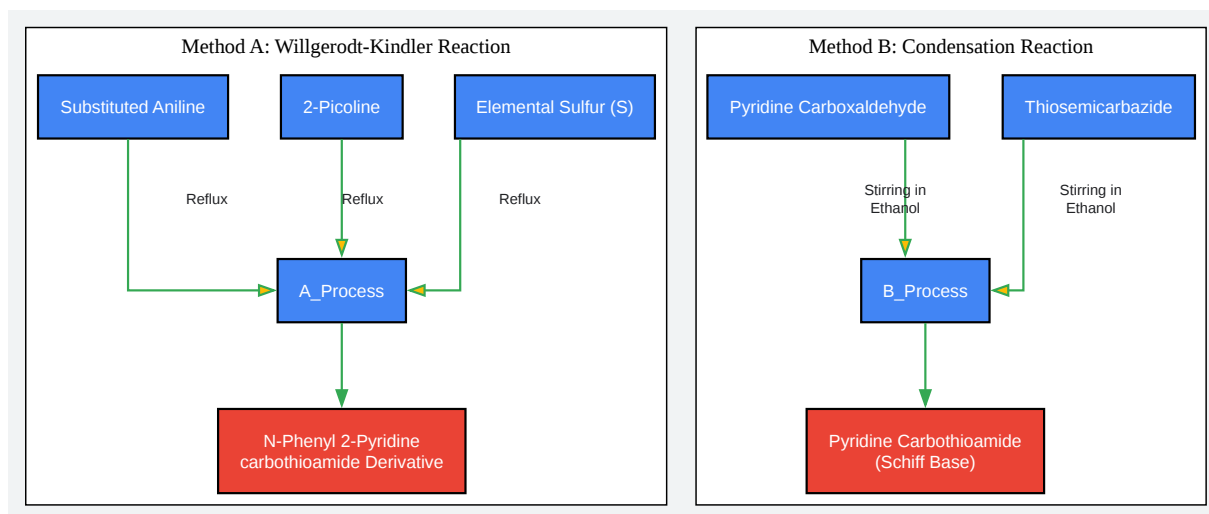 Method A: Willgerodt-Kindler Reaction
Substituted Aniline
2-Picoline
Elemental Sulfur (S)
Reflux
Reflux
Reflux
A_Process
N-Phenyl 2-Pyridine
carbothioamide Derivative
Method B: Condensation Reaction
Pyridine Carboxaldehyde
Thiosemicarbazide
Stirring in
Ethanol
Stirring in
Ethanol
B_Process
Pyridine Carbothioamide
(Schiff Base)